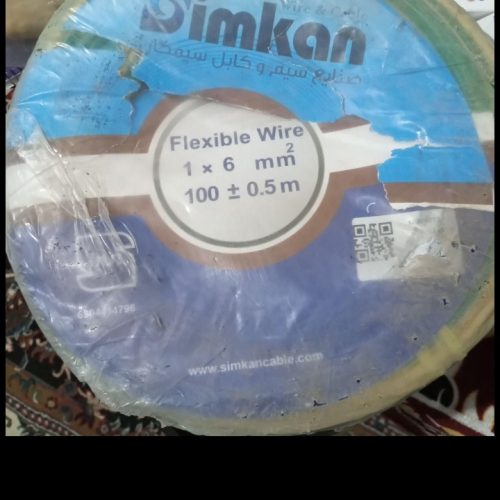 Wire & Cable
Simkan
صنایع سیم و کابل سیمکان
Flexible Wire
1 × 6 mm²
100 ± 0.5 m
www.simkancable.com